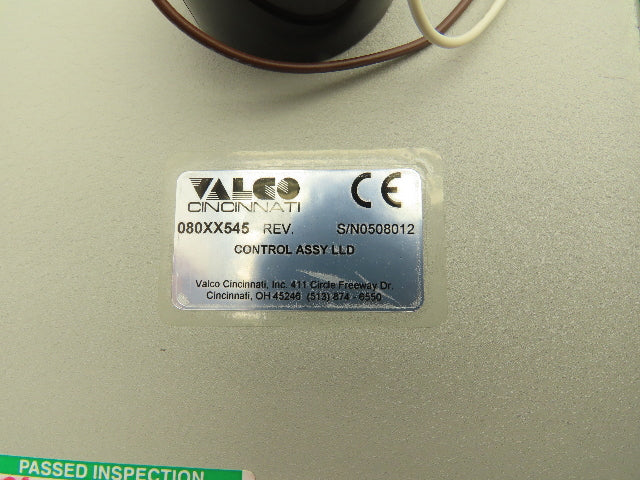 VALCO
CINCINNATI
CE
080XX545 REV. S/N0508012
CONTROL ASSY LLD
Valco Cincinnati, Inc. 411 Circle Freeway Dr.
Cincinnati, OH 45246 (513) 874 - 6550
PASSED INSPECTION